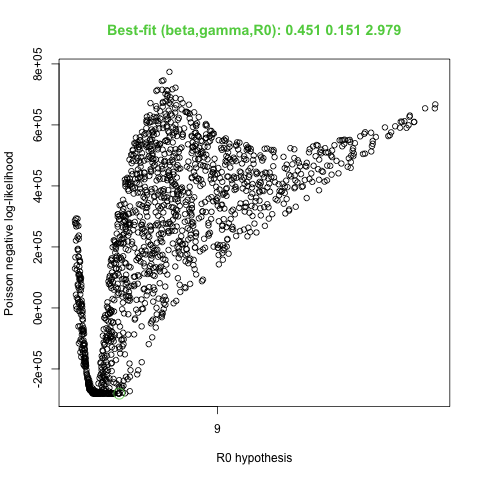 Best-fit (beta,gamma,R0): 0.451 0.151 2.979
8e+05
6e+05
4e+05
2e+05
0e+00
-2e+05
Poisson negative log-likelihood
9
R0 hypothesis